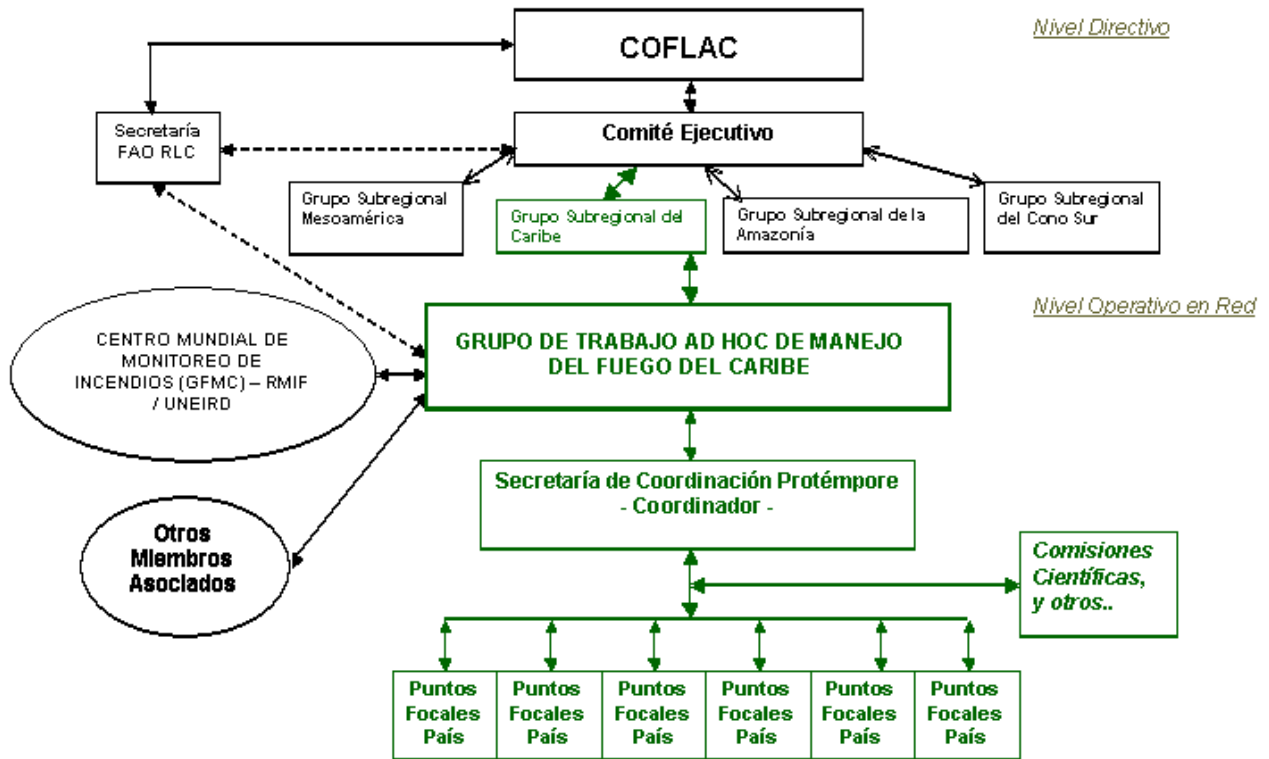 COFLAC
Nivel Directivo
Secretaría
FAO RLC
Comité Ejecutivo
Grupo Subregional
Mesoamérica
Grupo Subregional del
Caribe
Grupo Subregional de la
Amazonía
Grupo Subregional
del Cono Sur
Nivel Operativo en Red
CENTRO MUNDIAL DE
MONITOREO DE
INCENDIOS (GFMC) – RMIF
/ UNEIRD
GRUPO DE TRABAJO AD HOC DE MANEJO
DEL FUEGO DEL CARIBE
Secretaría de Coordinación Protémpore
- Coordinador -
Otros
Miembros
Asociados
Comisiones
Científicas,
y otros..
Puntos
Focales
País
Puntos
Focales
País
Puntos
Focales
País
Puntos
Focales
País
Puntos
Focales
País
Puntos
Focales
País